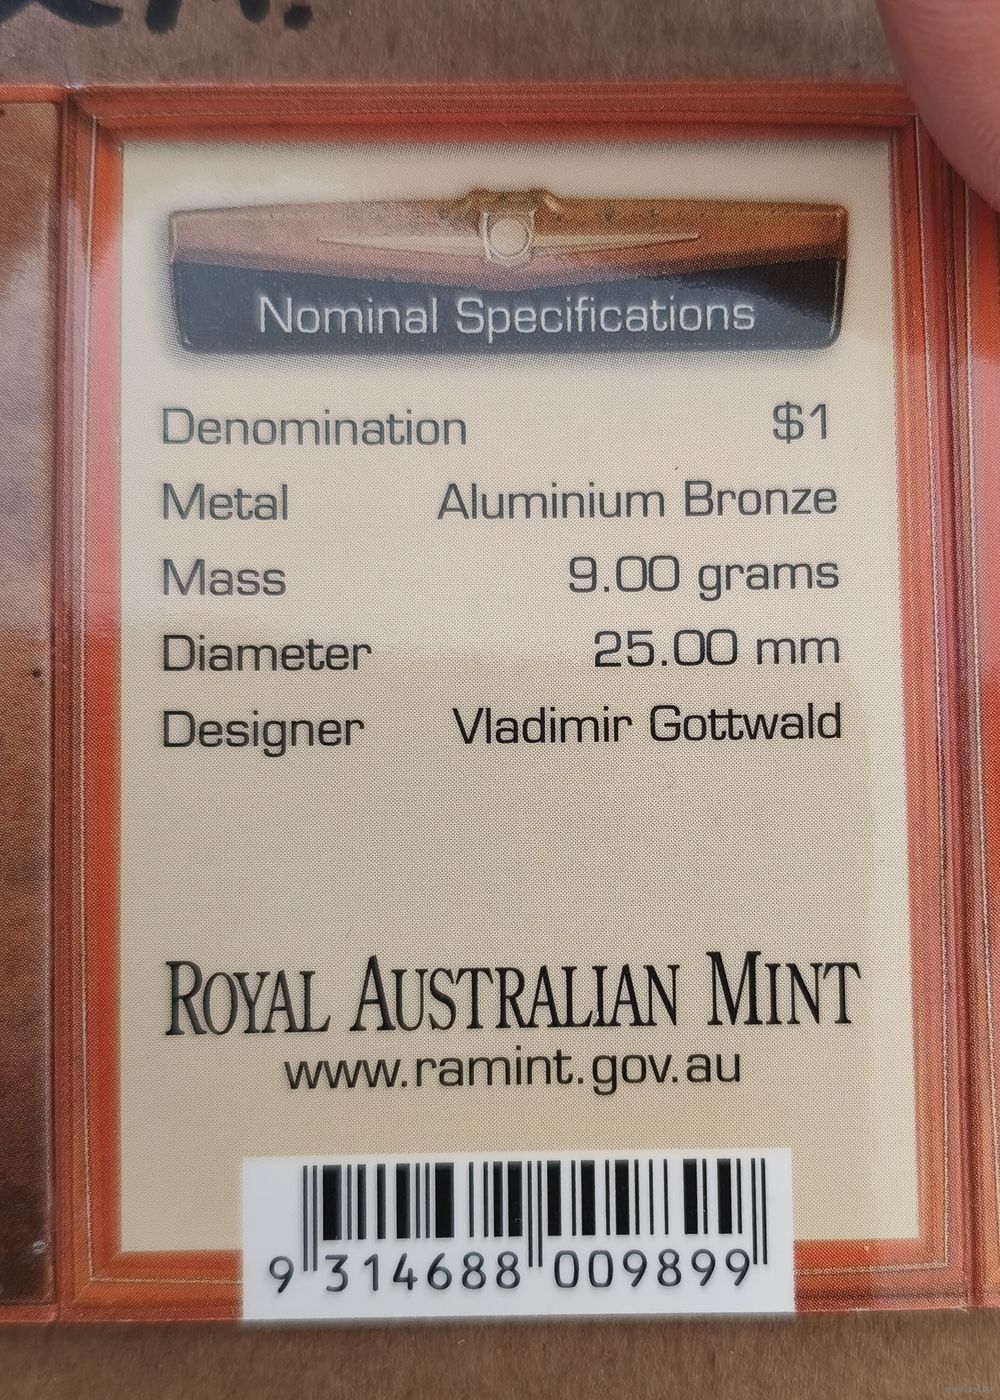 Nominal Specifications
Denomination $1
Metal Aluminium Bronze
Mass 9.00 grams
Diameter 25.00 mm
Designer Vladimir Gottwald
ROYAL AUSTRALIAN MINT
www.ramint.gov.au
9 314688 009899